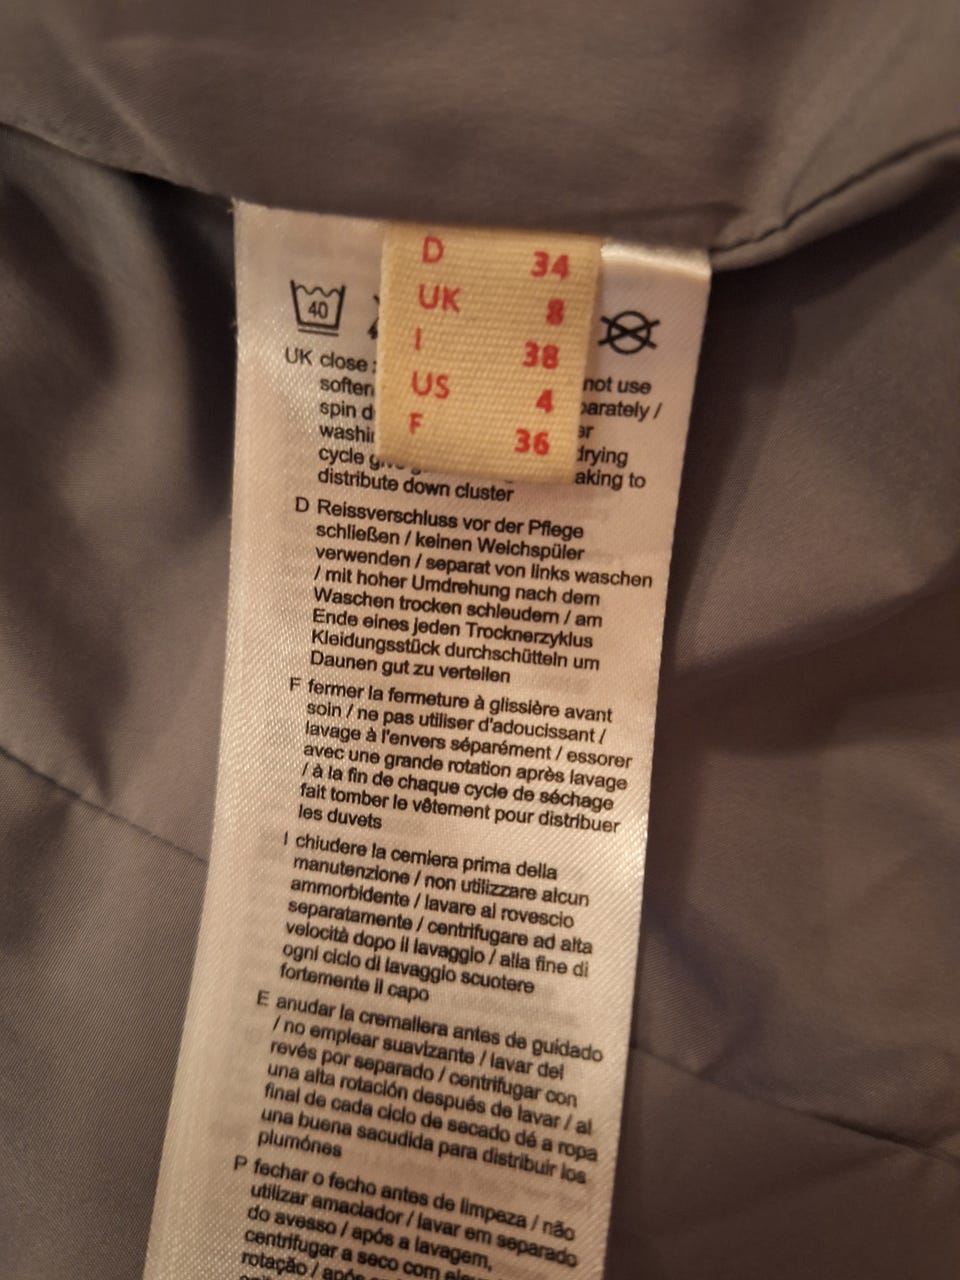 D 34
UK 8
I 38
US 4
F 36
40
UK close
soften not use
spin d parately /
washi er
cycle drying
aking to
distribute down cluster
D Reissverschluss vor der Pflege
schließen / keinen Weichspüler
verwenden / separat von links waschen
/ mit hoher Umdrehung nach dem
Waschen trocken schleudern / am
Ende eines jeden Trocknerzyklus
Kleidungsstück durchschütteln um
Daunen gut zu verteilen
F fermer la fermeture à glissière avant
soin / ne pas utiliser d'adoucissant /
lavage à l'envers séparément / essorer
avec une grande rotation après lavage
/ à la fin de chaque cycle de séchage
fait tomber le vêtement pour distribuer
les duvets
I chiudere la cerniera prima della
manutenzione / non utilizzare alcun
ammorbidente / lavare al rovescio
separatamente / centrifugare ad alta
velocità dopo il lavaggio / alla fine di
ogni ciclo di lavaggio scuotere
fortemente il capo
E anudar la cremallera antes de guidado
/ no emplear suavizante / lavar del
revés por separado / centrifugar con
una alta rotación después de lavar / al
final de cada ciclo de secado dé a ropa
una buena sacudida para distribuir los
plumónes
P fechar o fecho antes de limpeza / não
utilizar amaciador / lavar em separado
do avesso / após a lavagem,
centrifugar a seco com
rotação / após